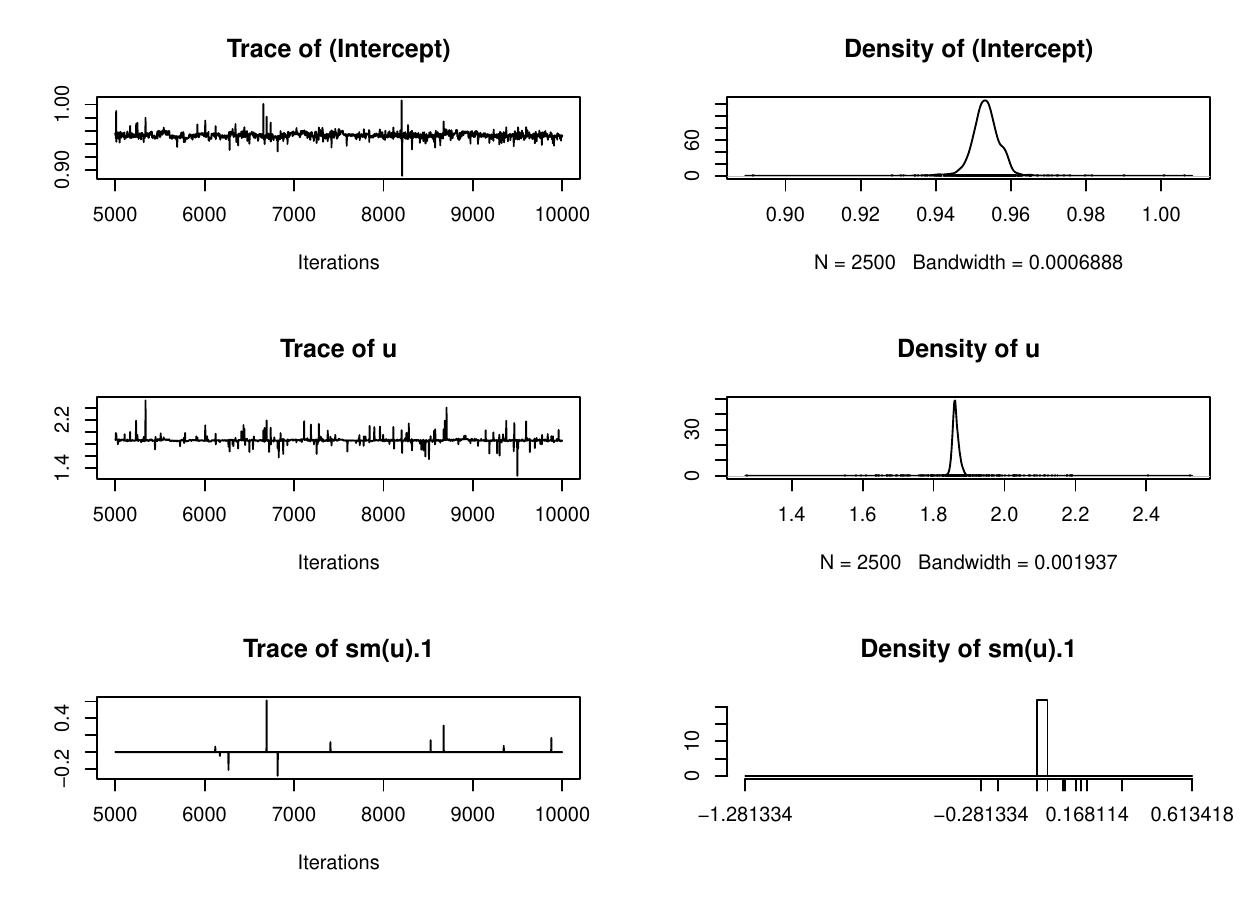 Trace of (Intercept)
0.90 1.00
5000 6000 7000 8000 9000 10000
Iterations
Density of (Intercept)
0 60
0.90 0.92 0.94 0.96 0.98 1.00
N = 2500 Bandwidth = 0.0006888
Trace of u
1.4 2.2
5000 6000 7000 8000 9000 10000
Iterations
Density of u
0 30
1.4 1.6 1.8 2.0 2.2 2.4
N = 2500 Bandwidth = 0.001937
Trace of sm(u).1
−0.2 0.4
5000 6000 7000 8000 9000 10000
Iterations
Density of sm(u).1
0 10
−1.281334 −0.281334 0.168114 0.613418